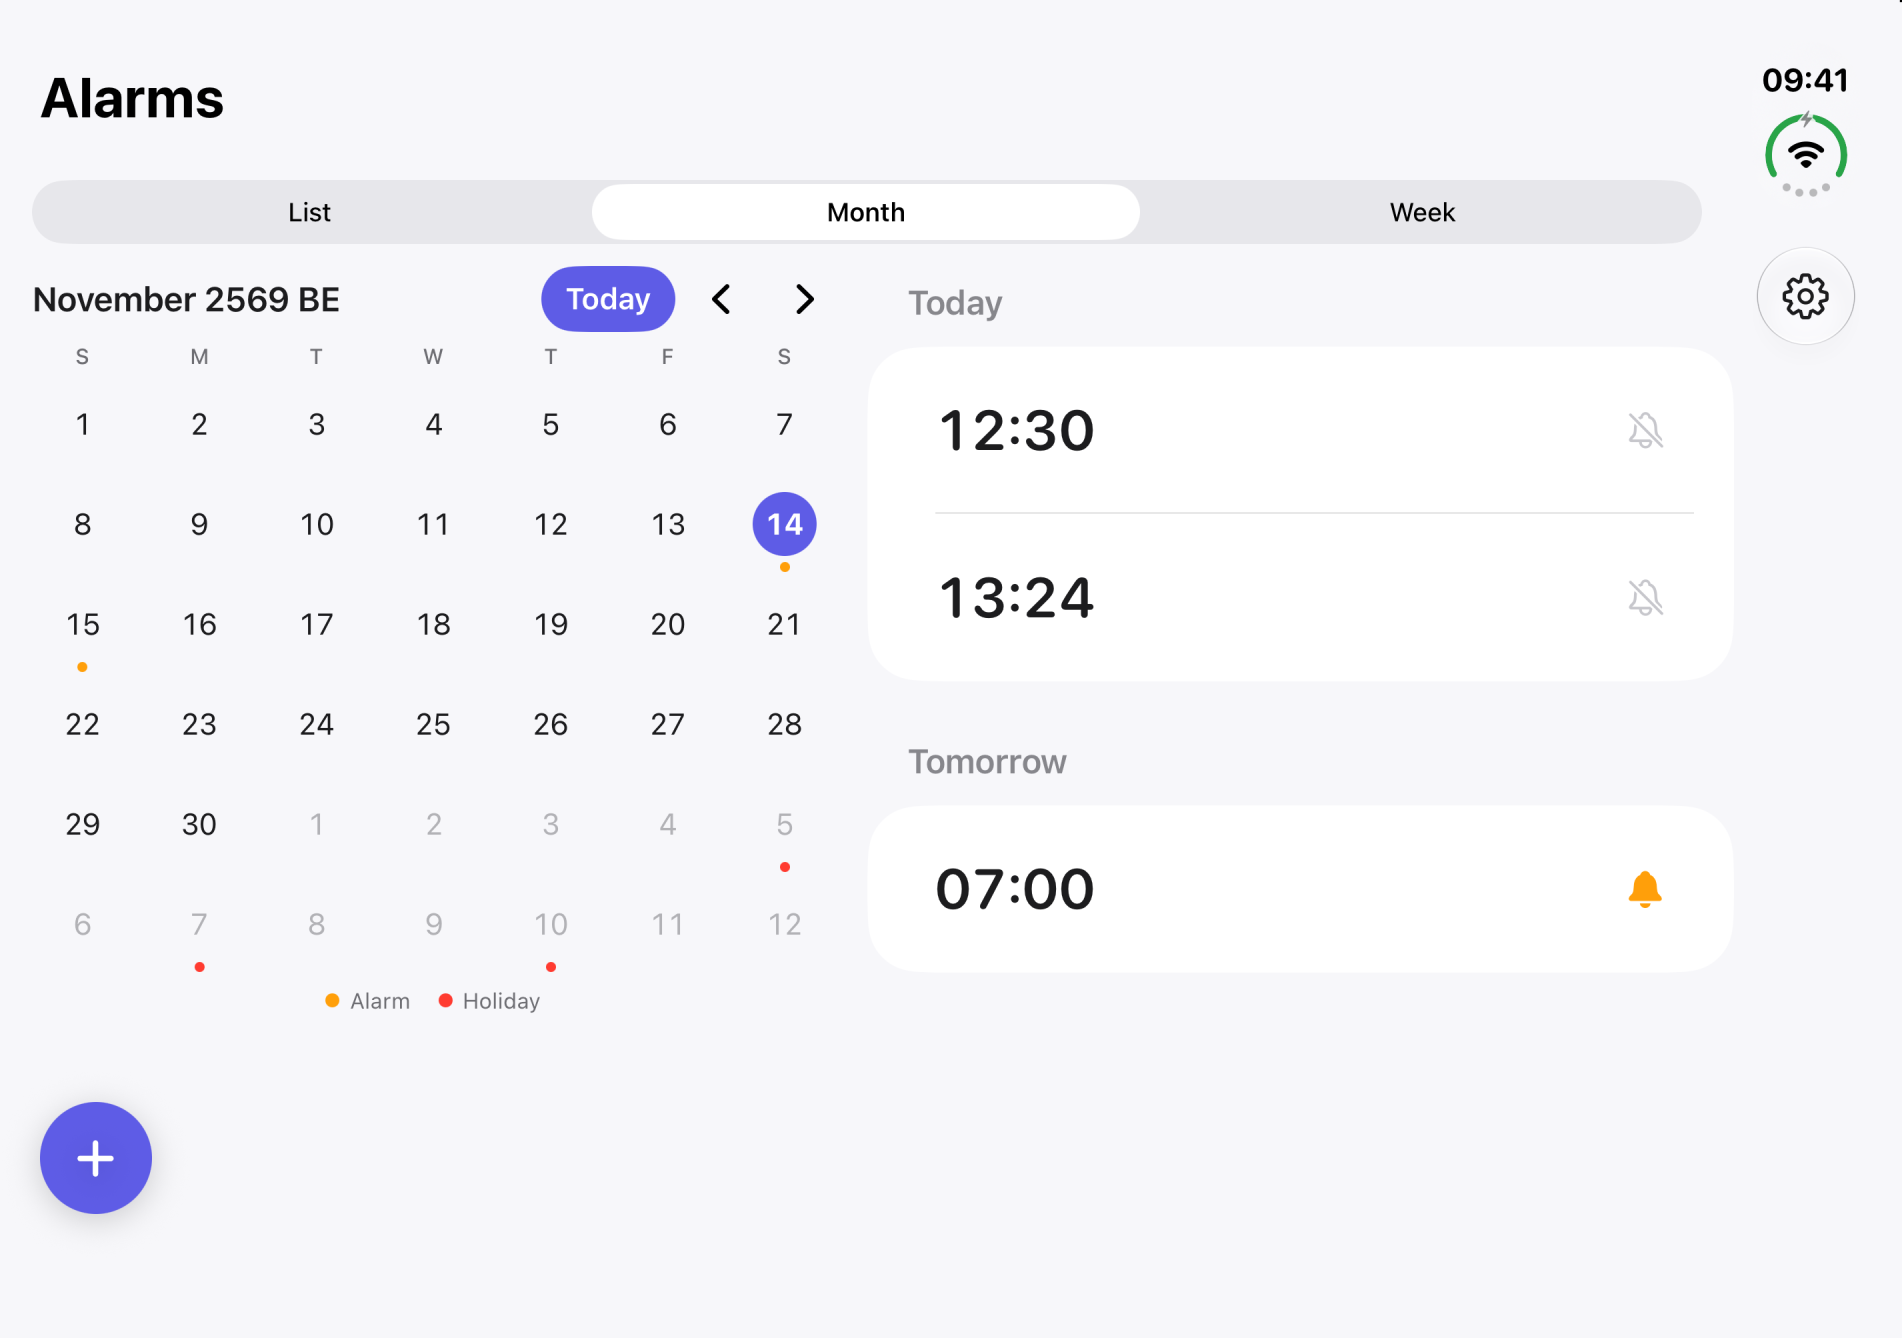 Alarms
09:41
List Month Week
November 2569 BE Today
S M T W T F S
1 2 3 4 5 6 7
8 9 10 11 12 13 14
15 16 17 18 19 20 21
22 23 24 25 26 27 28
29 30 1 2 3 4 5
6 7 8 9 10 11 12
Alarm Holiday
Today
12:30
13:24
Tomorrow
07:00